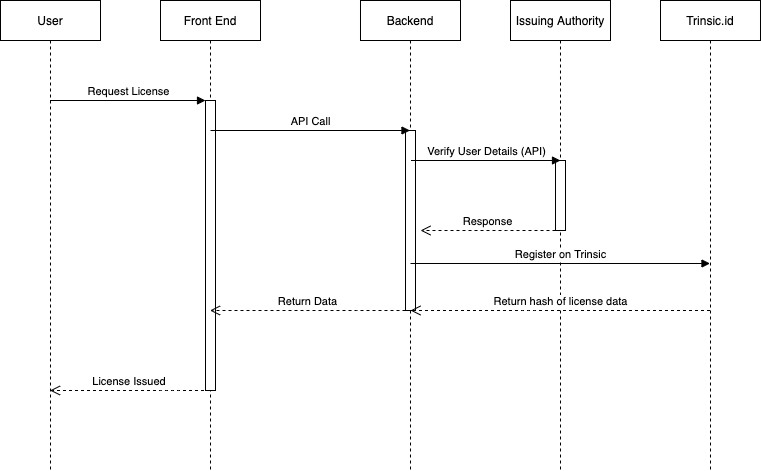 User
Front End
Backend
Issuing Authority
Trinsic.id
Request License
API Call
Verify User Details (API)
Response
Register on Trinsic
Return Data
Return hash of license data
License Issued